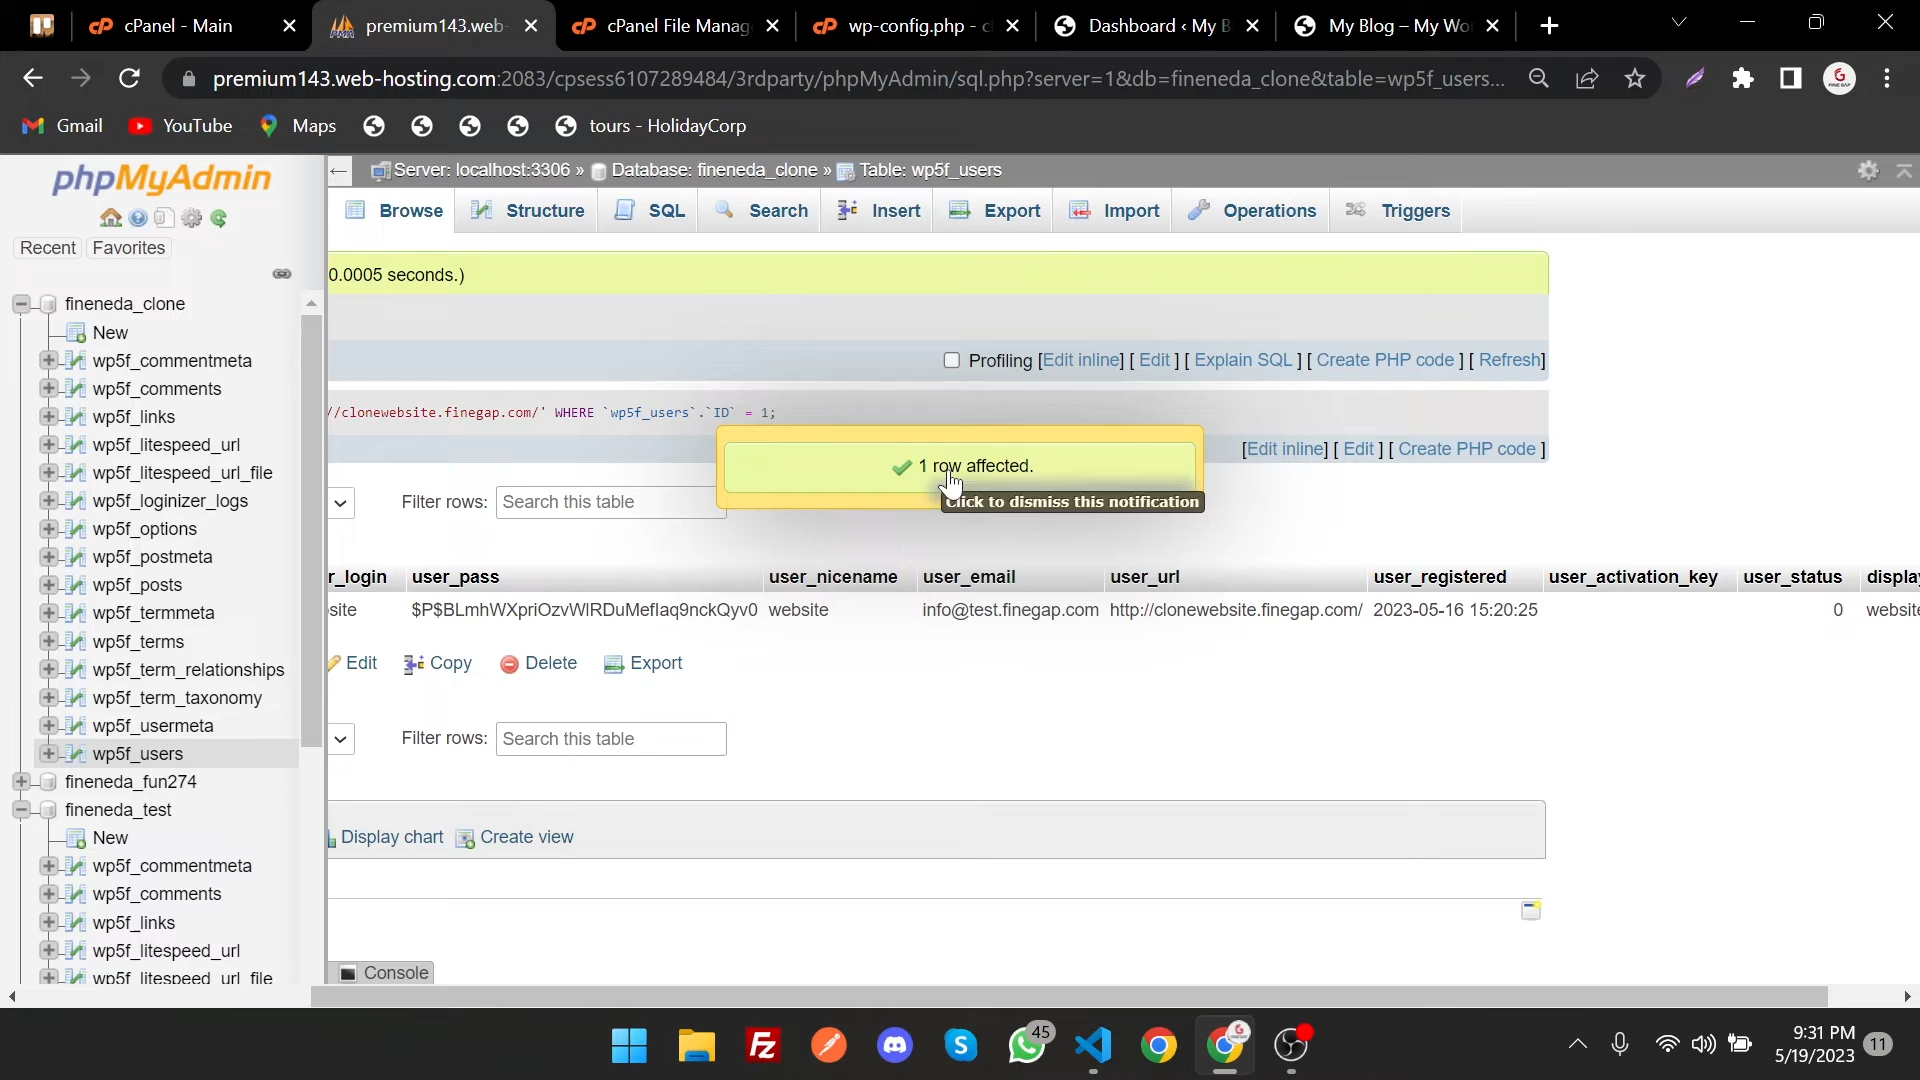 cPanel - Main
premium143.web-
cPanel File Manag
wp-config.php - c
Dashboard ‹ My B
My Blog – My Wo
premium143.web-hosting.com:2083/cpsess6107289484/3rdparty/phpMyAdmin/sql.php?server=1&db=fineneda_clone&table=wp5f_users...
Gmail
YouTube
Maps
tours - HolidayCorp
phpMyAdmin
Recent
Favorites
fineneda_clone
New
wp5f_commentmeta
wp5f_comments
wp5f_links
wp5f_litespeed_url
wp5f_litespeed_url_file
wp5f_loginizer_logs
wp5f_options
wp5f_postmeta
wp5f_posts
wp5f_termmeta
wp5f_terms
wp5f_term_relationships
wp5f_term_taxonomy
wp5f_usermeta
wp5f_users
fineneda_fun274
fineneda_test
New
wp5f_commentmeta
wp5f_comments
wp5f_links
wp5f_litespeed_url
wp5f_litespeed_url_file
Server: localhost:3306 » Database: fineneda_clone » Table: wp5f_users
Browse Structure SQL Search Insert Export Import Operations Triggers
0.0005 seconds.)
Profiling [Edit inline] [ Edit ] [ Explain SQL ] [ Create PHP code ] [ Refresh]
//clonewebsite.finegap.com/' WHERE `wp5f_users`.`ID` = 1;
[Edit inline] [ Edit ] [ Create PHP code ]
1 row affected.
Click to dismiss this notification
Filter rows: Search this table
r_login user_pass user_nicename user_email user_url user_registered user_activation_key user_status display
site website info@test.finegap.com http://clonewebsite.finegap.com/ 2023-05-16 15:20:25 0 website
Edit Copy Delete Export
Filter rows: Search this table
Display chart Create view
Console
45
9:31 PM
5/19/2023
11